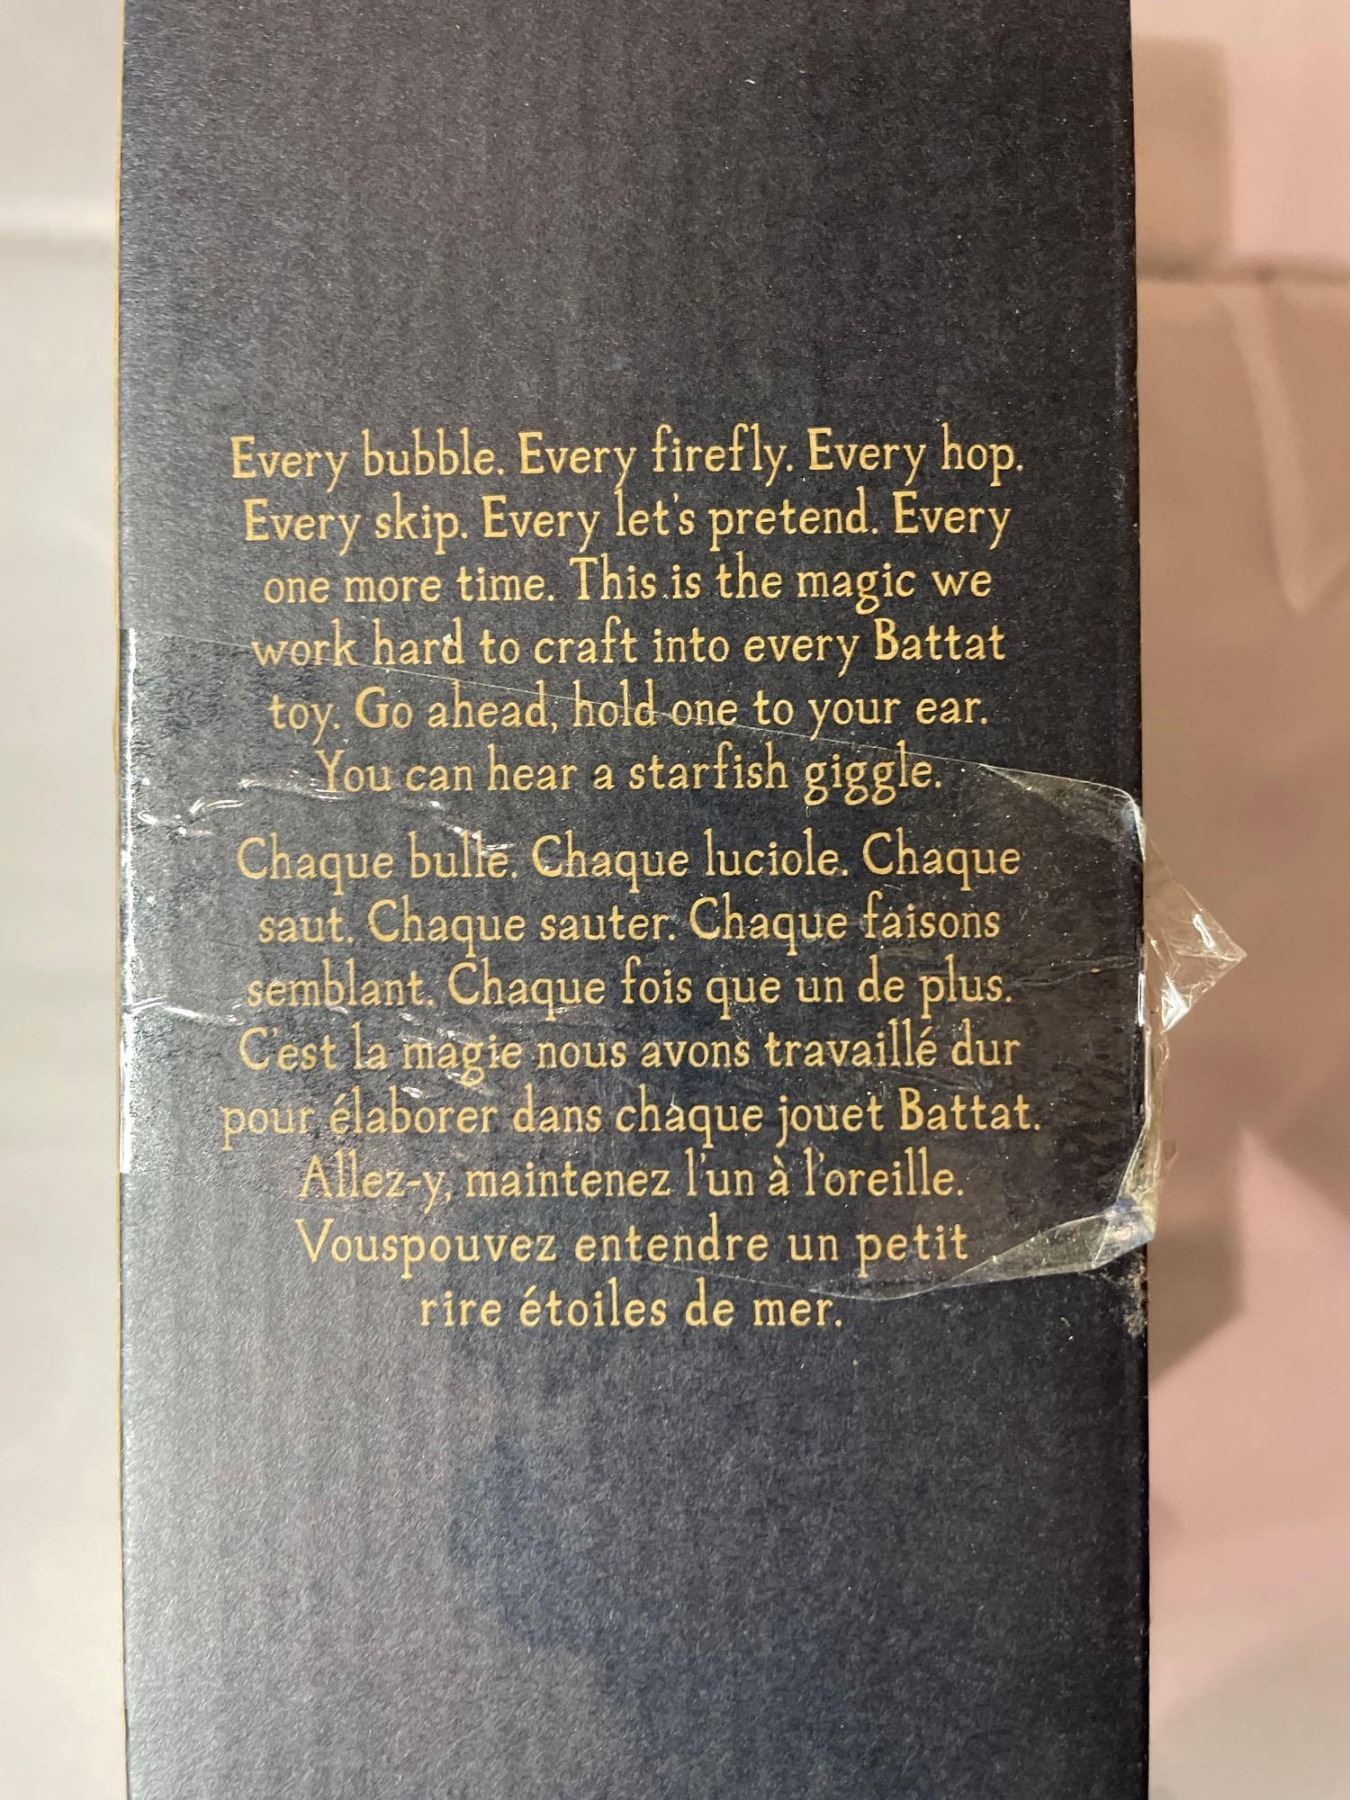 Every bubble. Every firefly. Every hop.
Every skip. Every let's pretend. Every
one more time. This is the magic we
work hard to craft into every Battat
toy. Go ahead, hold one to your ear.
You can hear a starfish giggle.
Chaque bulle. Chaque luciole. Chaque
saut. Chaque sauter. Chaque faisons
semblant. Chaque fois que un de plus.
C'est la magie nous avons travaillé dur
pour élaborer dans chaque jouet Battat.
Allez-y, maintenez l'un à l'oreille.
Vouspouvez entendre un petit
rire étoiles de mer.